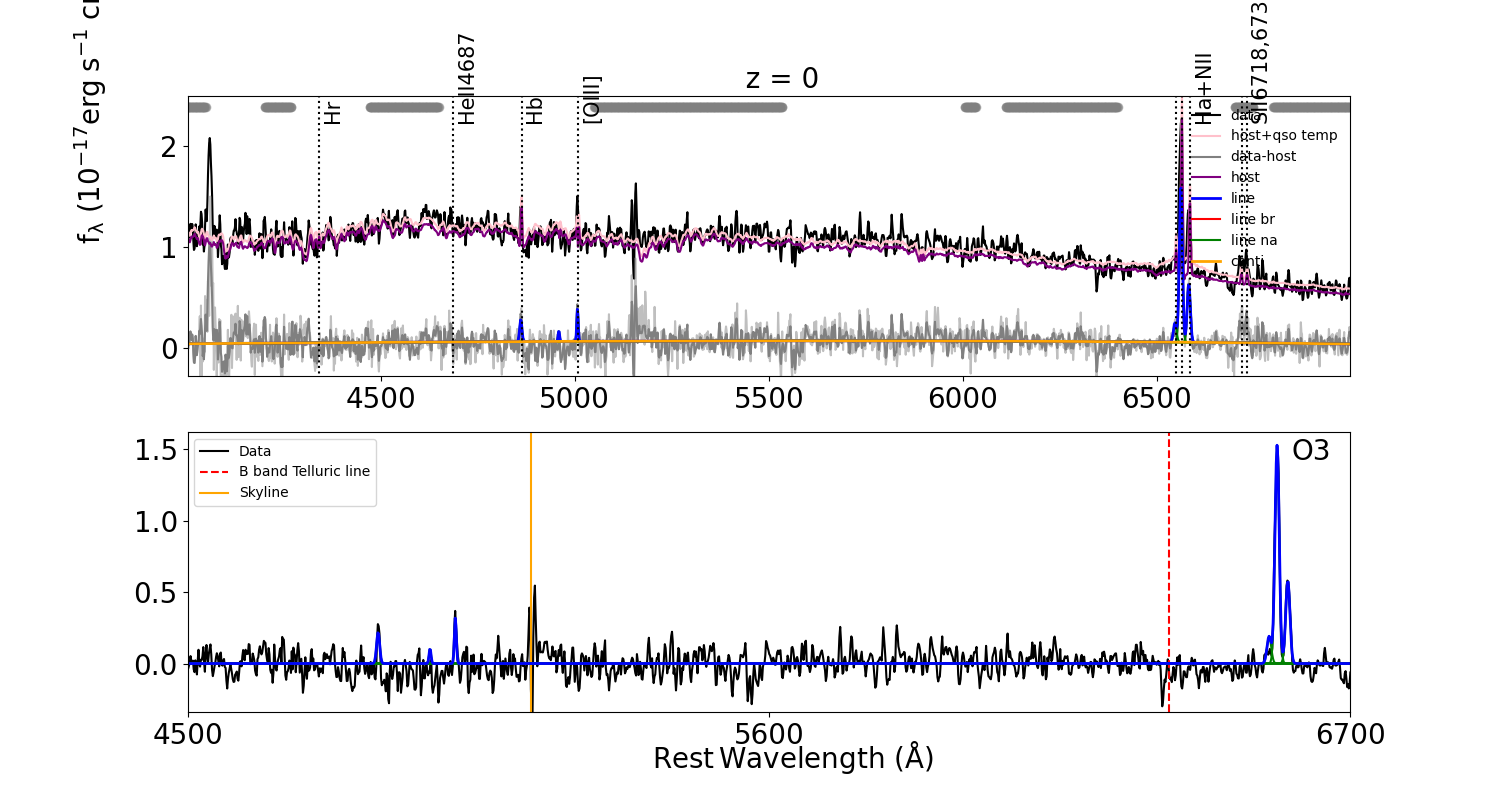 z = 0
fλ (10−17erg s−1 c
Hr
HeII4687
Hb
[OIII]
Ha+NII
SII6718,673
data
host+qso temp
data-host
host
line
line br
line na
conti
2
1
0
4500 5000 5500 6000 6500
O3
Data
B band Telluric line
Skyline
1.5
1.0
0.5
0.0
4500 5600 6700
Rest Wavelength (Å)